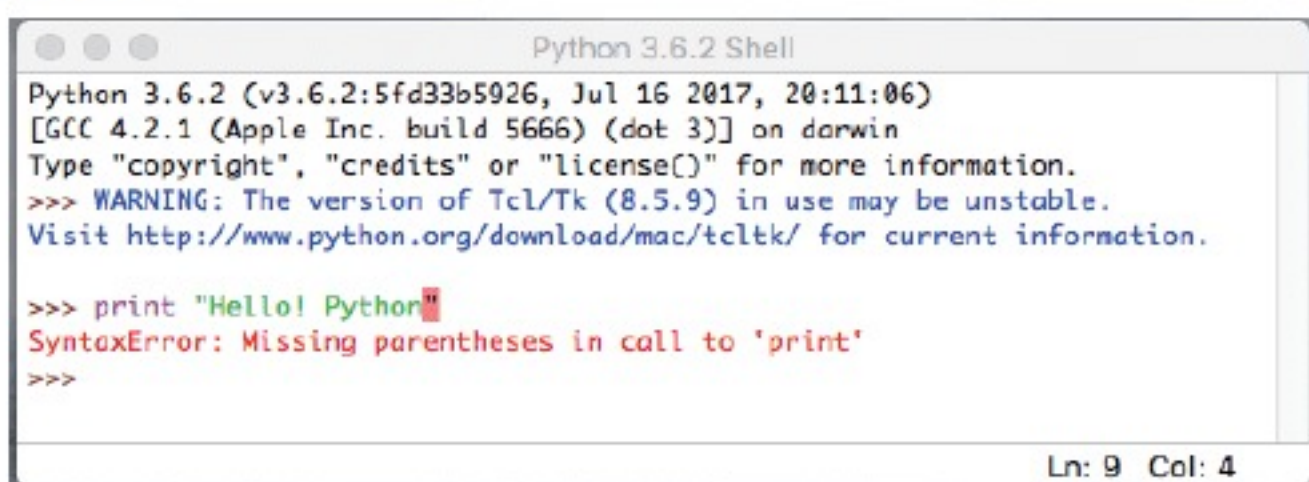 Python 3.6.2 Shell
Python 3.6.2 (v3.6.2:5fd33b5926, Jul 16 2017, 20:11:06)
[GCC 4.2.1 (Apple Inc. build 5666) (dot 3)] on darwin
Type "copyright", "credits" or "license()" for more information.
>>> WARNING: The version of Tcl/Tk (8.5.9) in use may be unstable.
Visit http://www.python.org/download/mac/tcltk/ for current information.
>>> print "Hello! Python"
SyntaxError: Missing parentheses in call to 'print'
>>>
Ln: 9 Col: 4